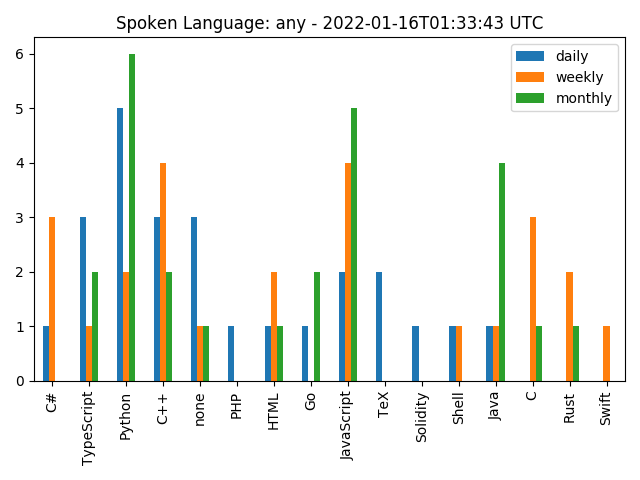 Spoken Language: any - 2022-01-16T01:33:43 UTC
daily
weekly
monthly
6
5
4
3
2
1
0
C#
TypeScript
Python
C++
none
PHP
HTML
Go
JavaScript
TeX
Solidity
Shell
Java
C
Rust
Swift